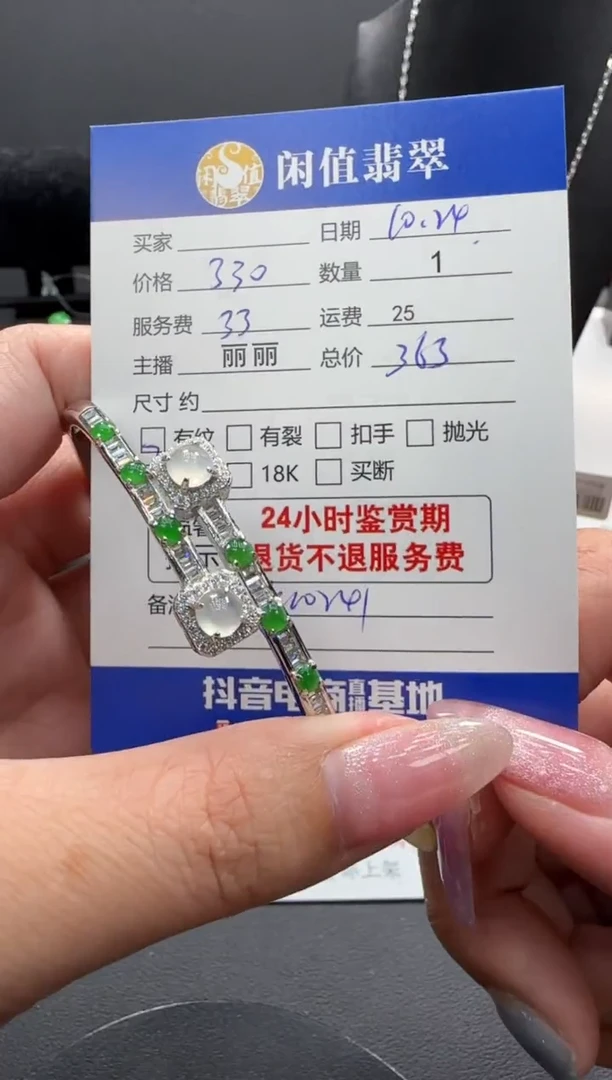 闲值翡翠
买家 日期 10.24
价格 330 数量 1
服务费 33 运费 25
主播 丽丽 总价 363
尺寸 约
有纹 有裂 扣手 抛光
18K 买断
24小时鉴赏期
示 退货不退服务费
备注
抖音电商直播基地